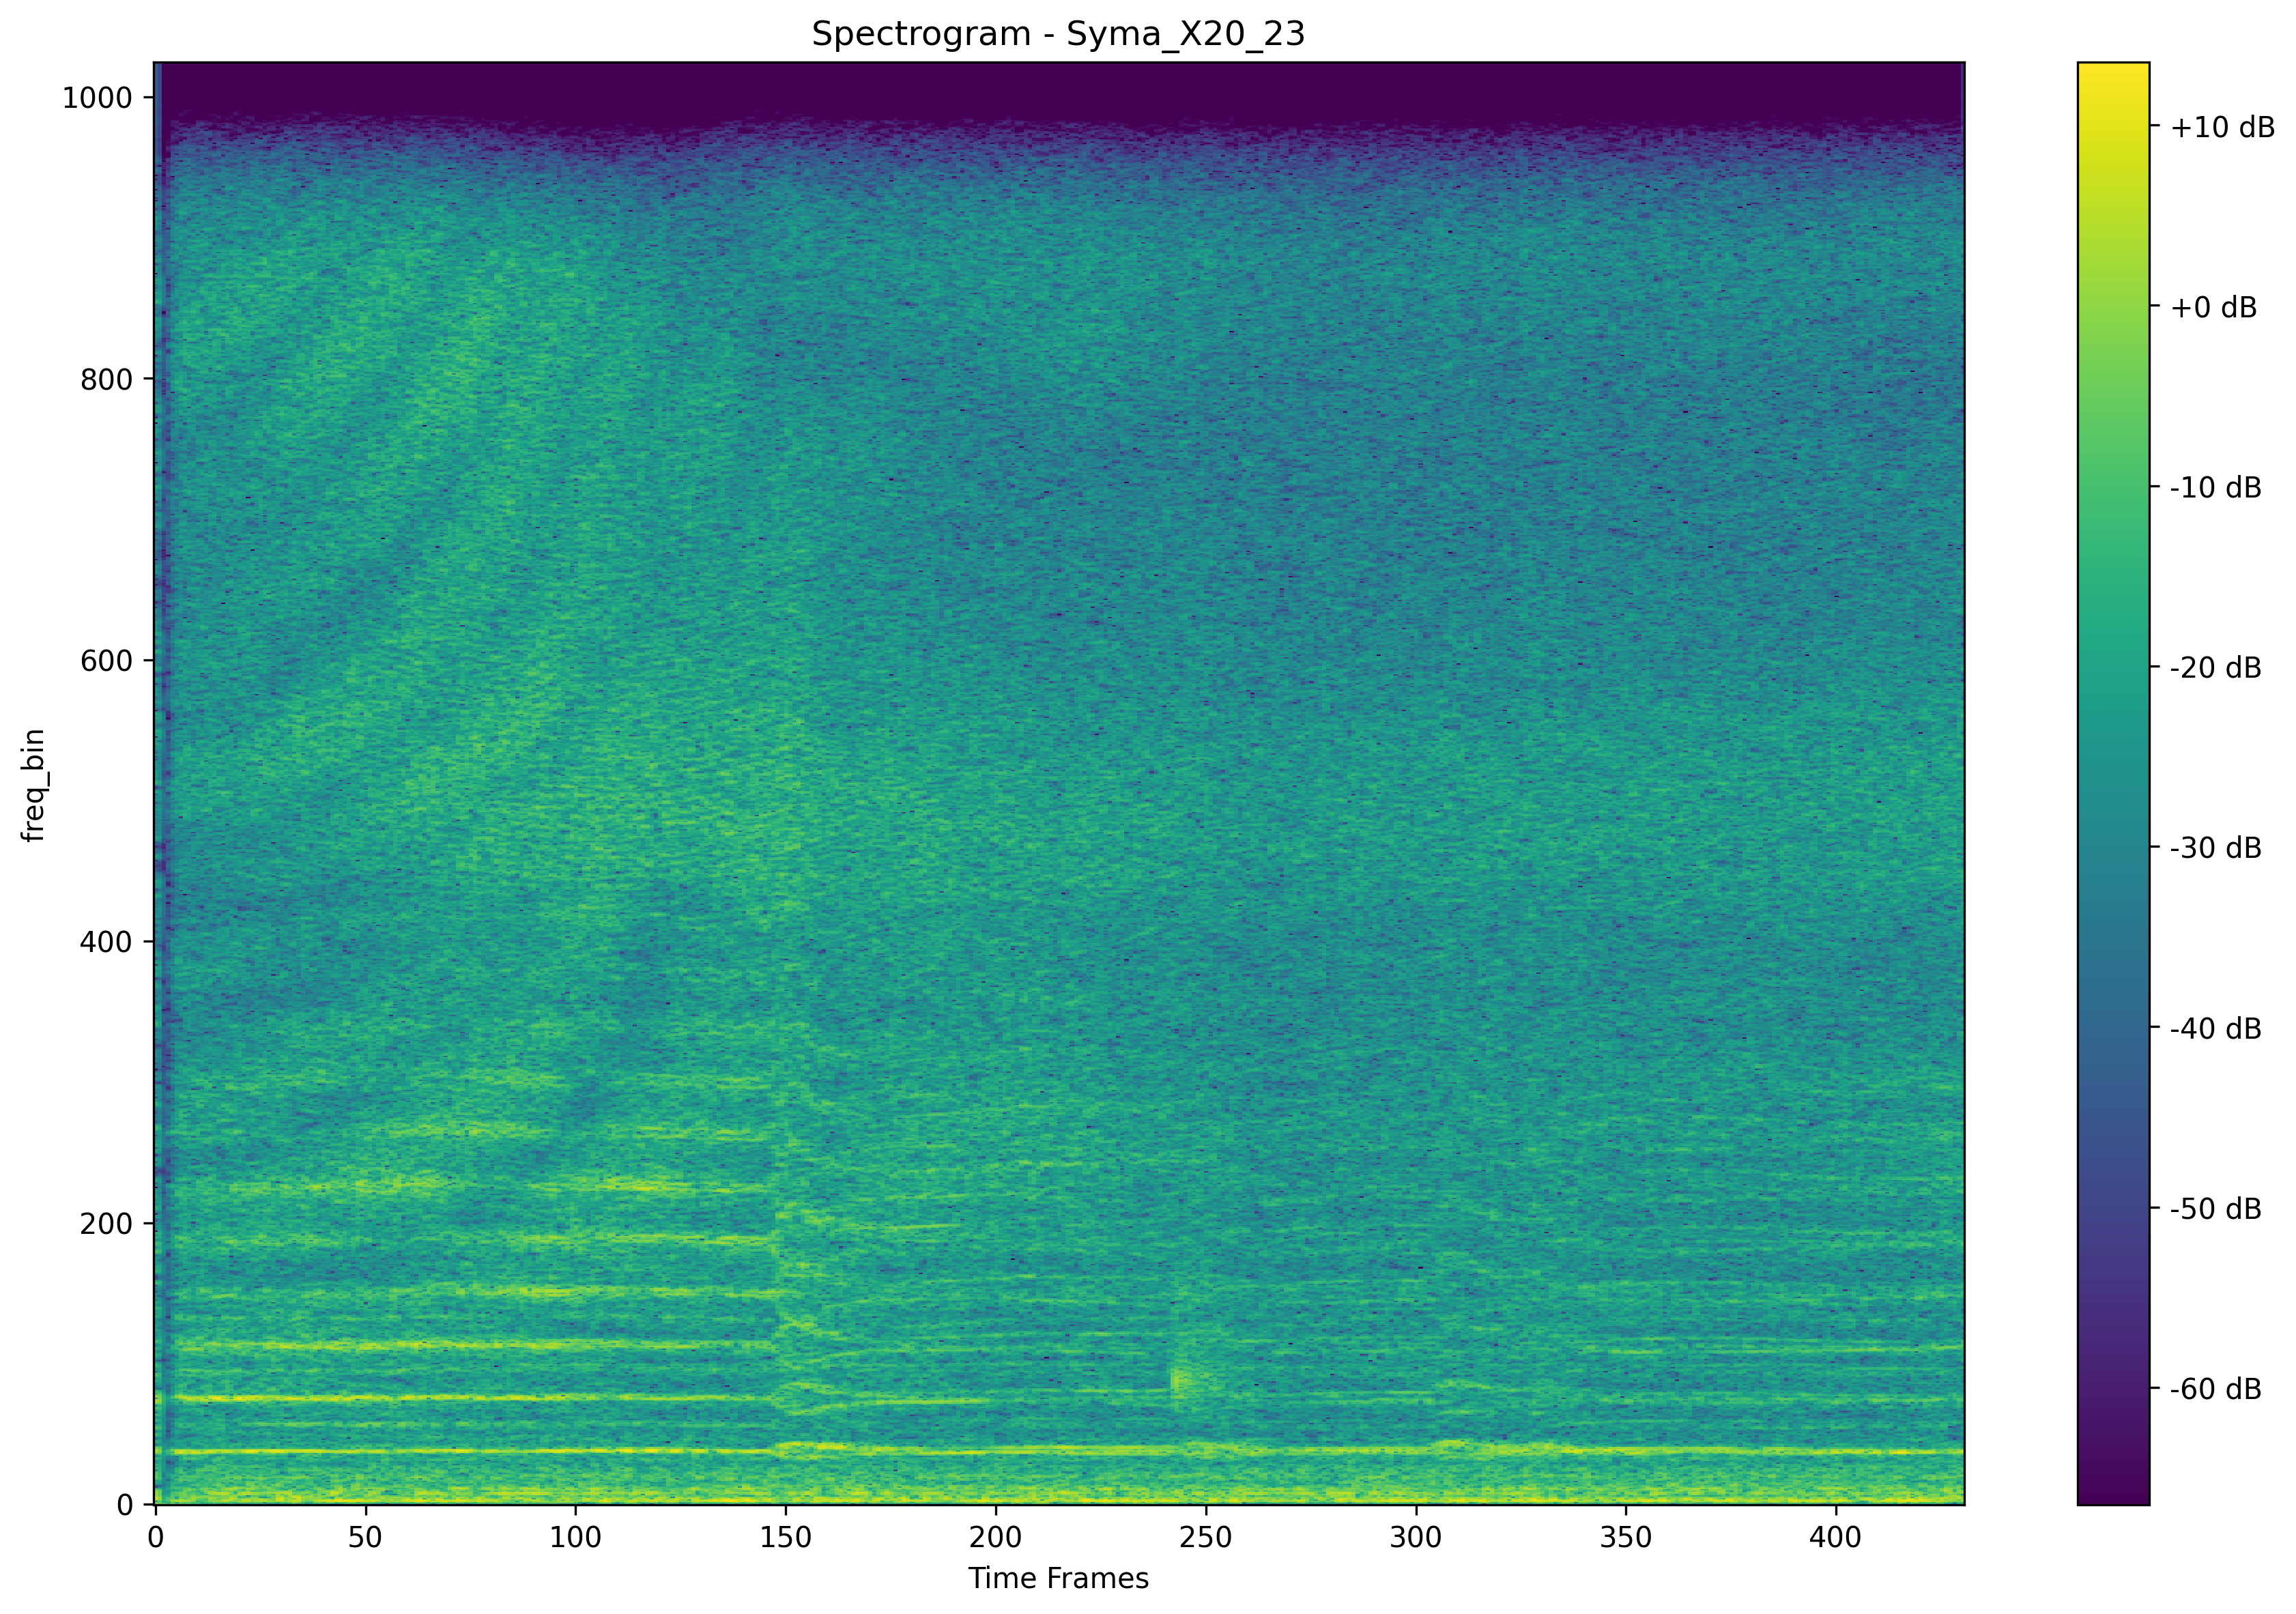 Spectrogram - Syma_X20_23
1000
800
600
400
200
0
freq_bin
0 50 100 150 200 250 300 350 400
Time Frames
+10 dB
+0 dB
-10 dB
-20 dB
-30 dB
-40 dB
-50 dB
-60 dB